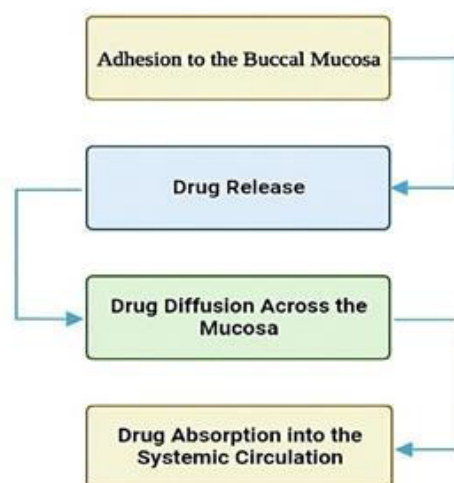 Adhesion to the Buccal Mucosa
Drug Release
Drug Diffusion Across the
Mucosa
Drug Absorption into the
Systemic Circulation